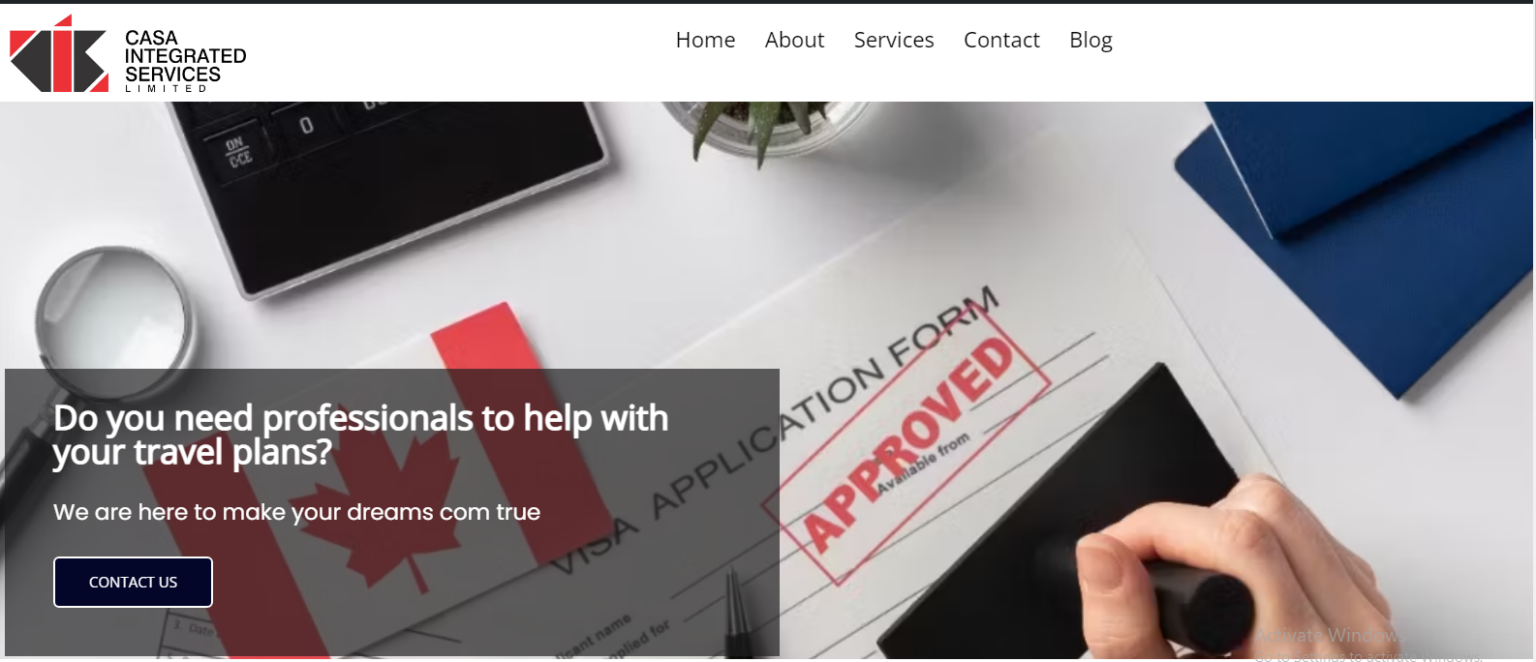 CASA
INTEGRATED
SERVICES
LIMITED
Home About Services Contact Blog
ON
C·CE
0
APPLICATION FORM
VISA
APPROVED
Available from
Do you need professionals to help with
your travel plans?
We are here to make your dreams com true
CONTACT US
3. Date
name
for
Activate Windows
Go to Settings to activate Windows.